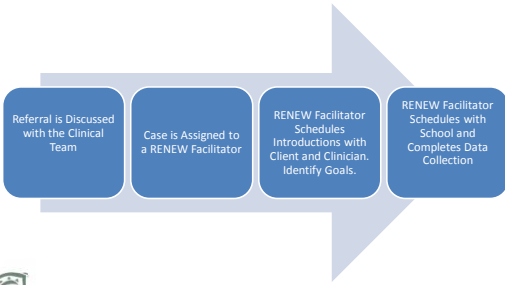 Referral is Discussed
with the Clinical
Team
Case is Assigned to
a RENEW Facilitator
RENEW Facilitator
Schedules
Introductions with
Client and Clinician.
Identify Goals.
RENEW Facilitator
Schedules with
School and
Completes Data
Collection